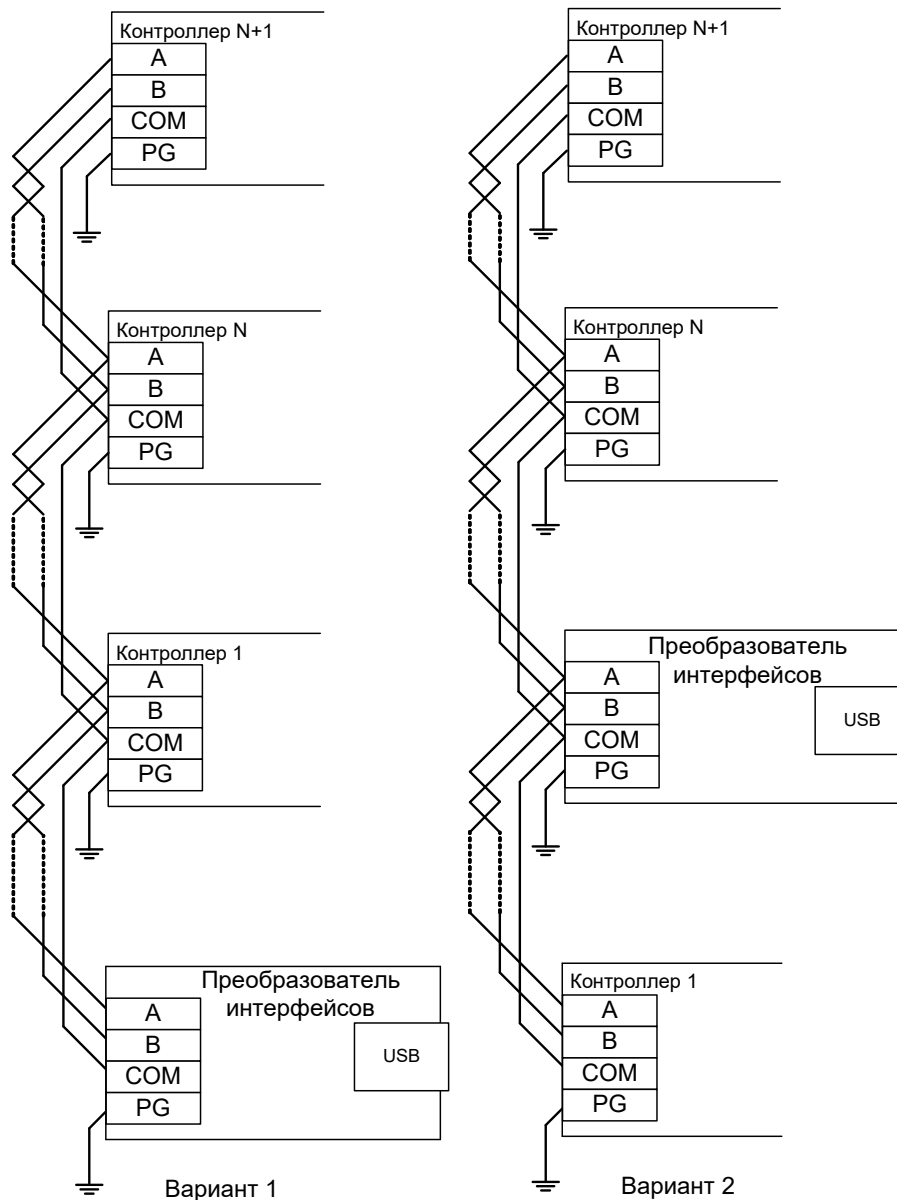 Контроллер N+1
A
B
COM
PG
Контроллер N
A
B
COM
PG
Контроллер 1
A
B
COM
PG
Преобразователь
интерфейсов
A
B
COM
PG
USB
Вариант 1
Контроллер N+1
A
B
COM
PG
Контроллер N
A
B
COM
PG
Преобразователь
интерфейсов
A
B
COM
PG
USB
Контроллер 1
A
B
COM
PG
Вариант 2